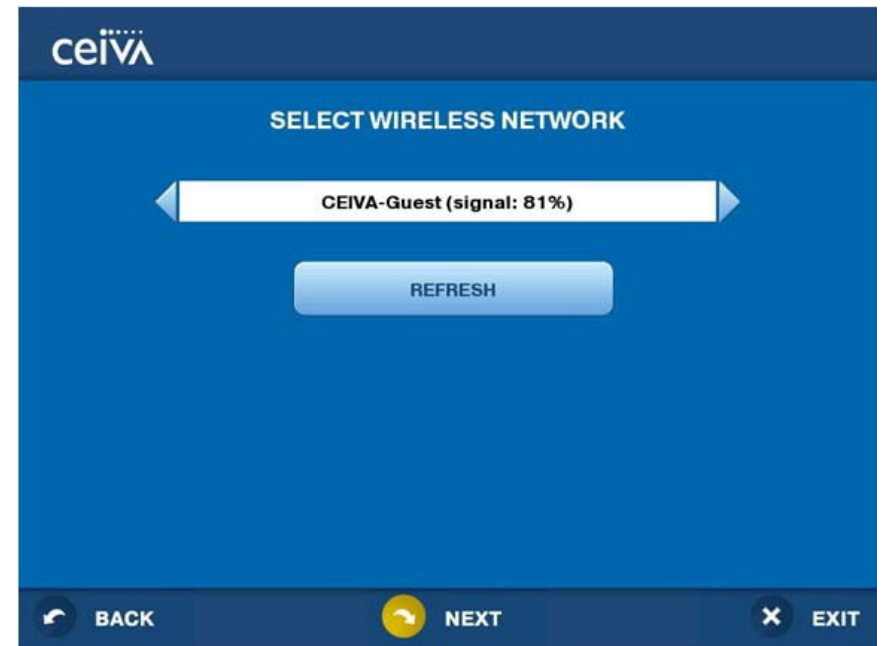 ceiva
SELECT WIRELESS NETWORK
CEIVA-Guest (signal: 81%)
REFRESH
BACK
NEXT
EXIT